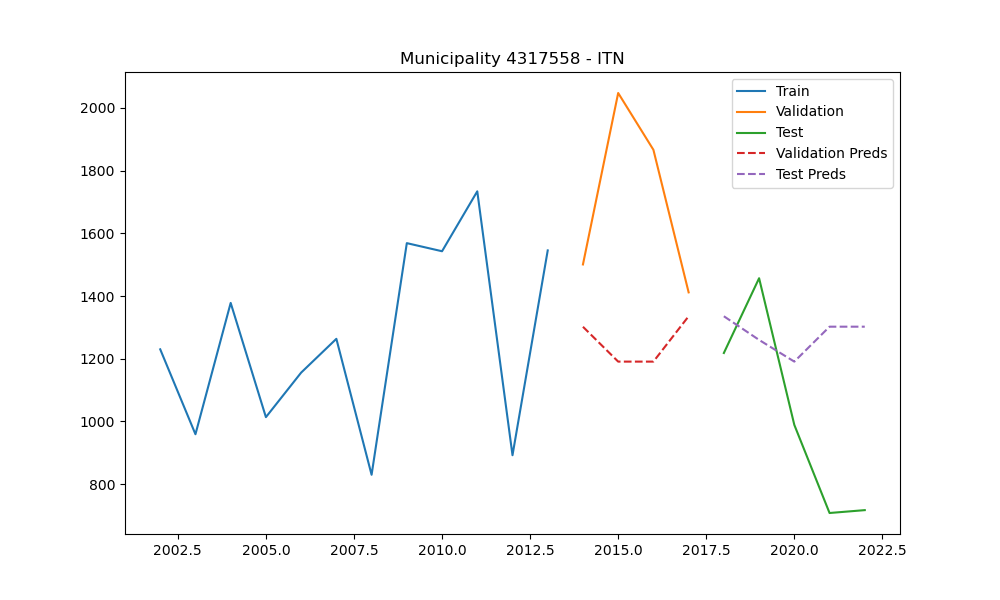 Municipality 4317558 - ITN
Train
Validation
Test
Validation Preds
Test Preds
2000
1800
1600
1400
1200
1000
800
2002.5 2005.0 2007.5 2010.0 2012.5 2015.0 2017.5 2020.0 2022.5